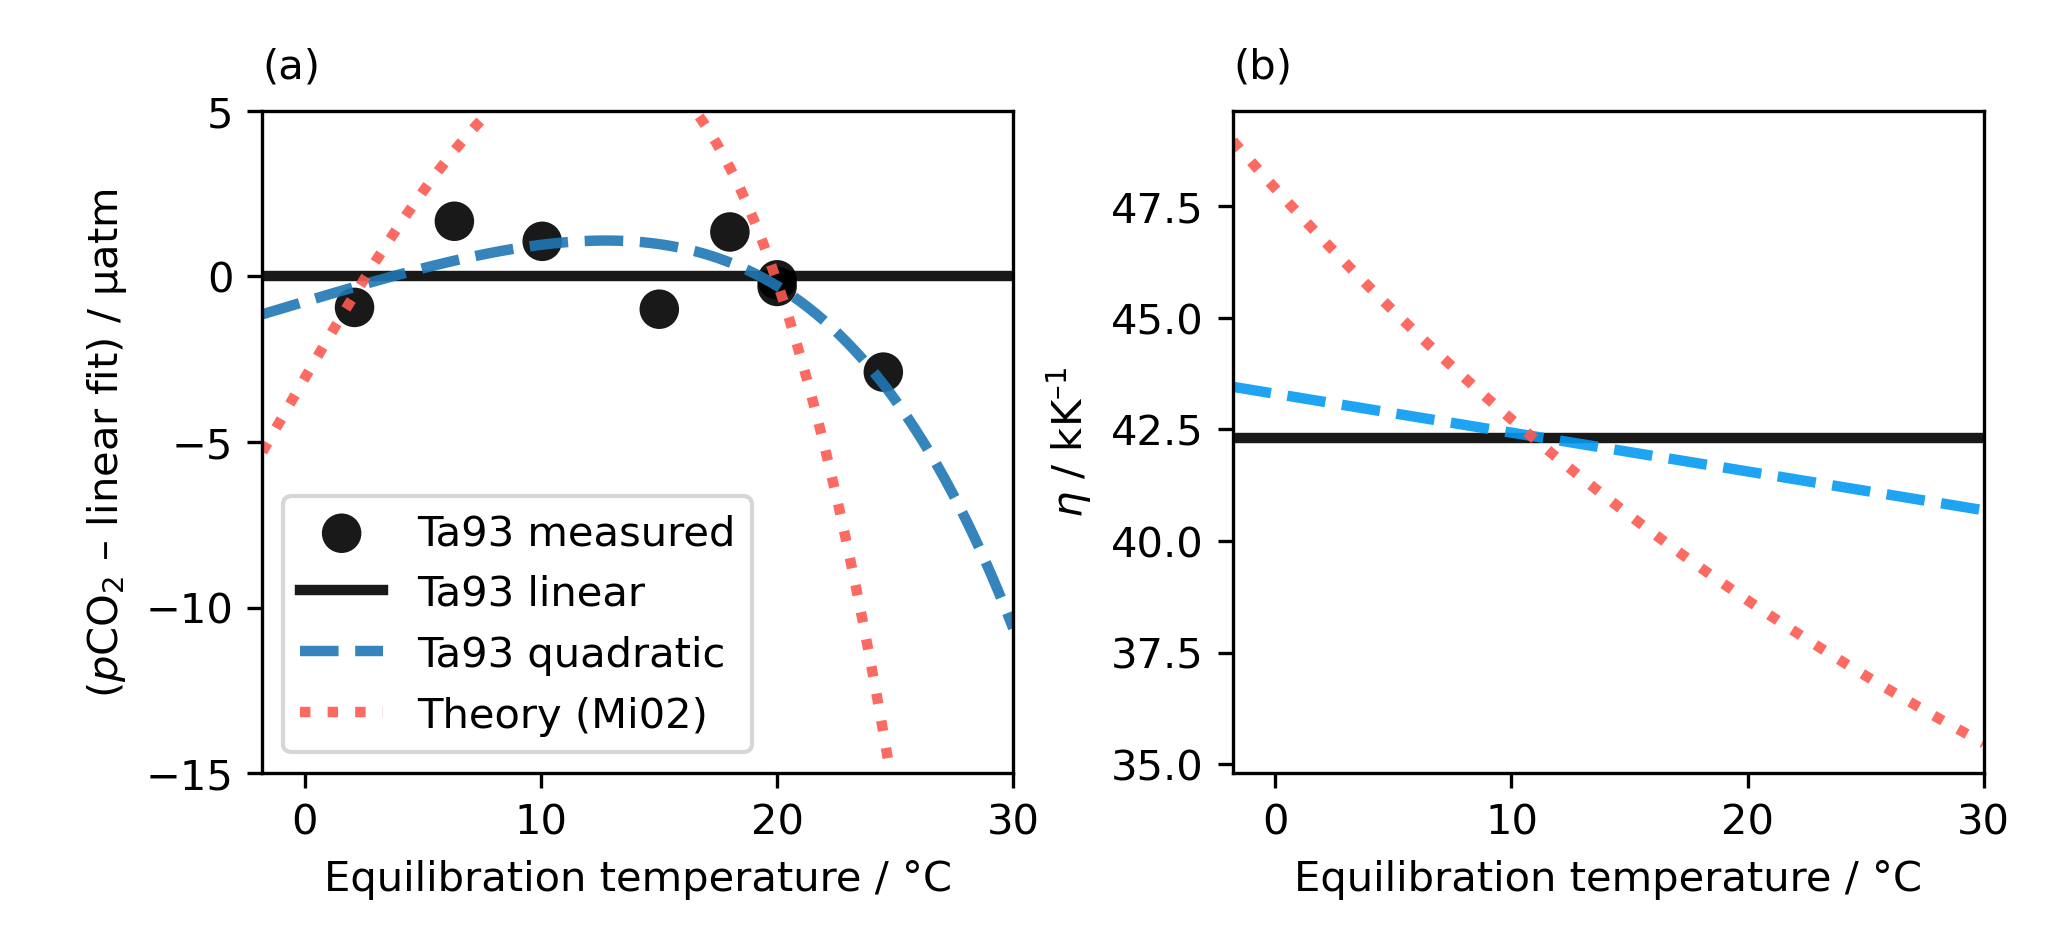 (a)
5
0
−5
−10
−15
(pCO₂ − linear fit) / µatm
Ta93 measured
Ta93 linear
Ta93 quadratic
Theory (Mi02)
0 10 20 30
Equilibration temperature / °C
(b)
47.5
45.0
42.5
40.0
37.5
35.0
η / kK⁻¹
0 10 20 30
Equilibration temperature / °C